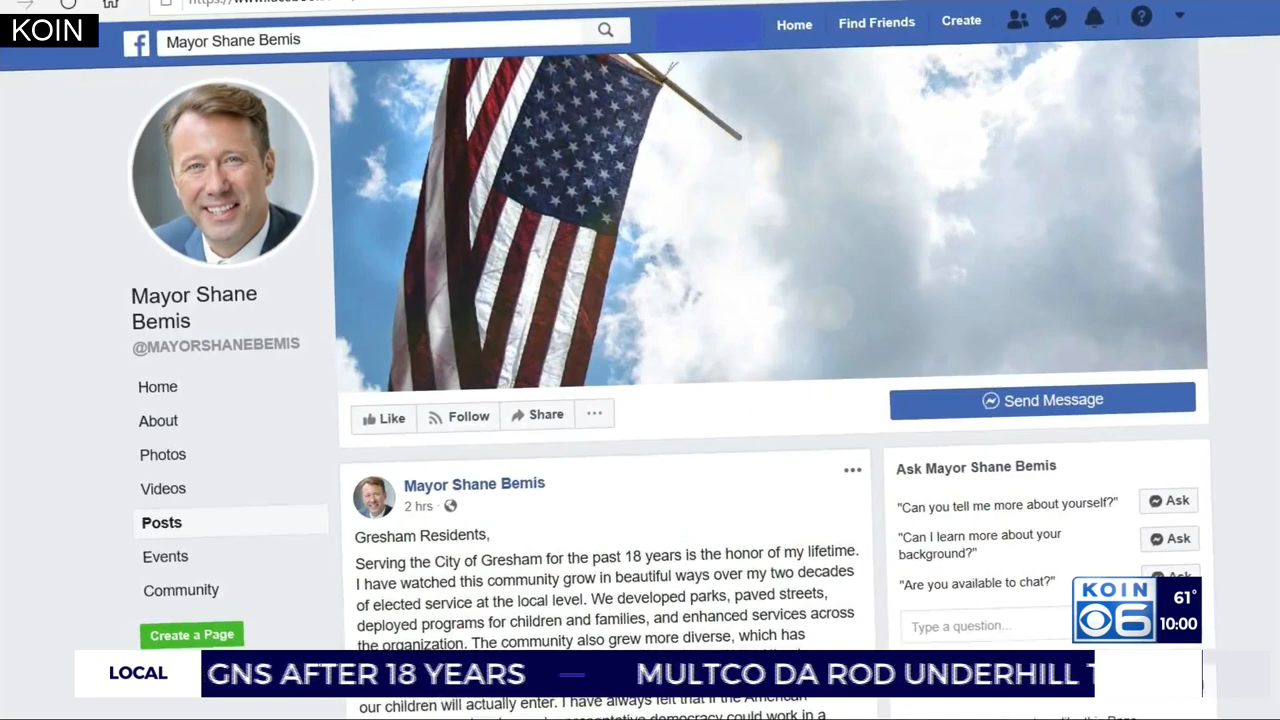 KOIN
Mayor Shane Bemis
Home
Find Friends
Create
Mayor Shane
Bemis
@MAYORSHANEBEMIS
Home
About
Photos
Videos
Posts
Events
Community
Create a Page
Like
Follow
Share
Send Message
Mayor Shane Bemis
2 hrs
Gresham Residents,
Serving the City of Gresham for the past 18 years is the honor of my lifetime.
I have watched this community grow in beautiful ways over my two decades
of elected service at the local level. We developed parks, paved streets,
deployed programs for children and families, and enhanced services across
the organization. The community also grew more diverse, which has
our children will actually enter. I have always felt that if the American
democracy could work in a
Ask Mayor Shane Bemis
"Can you tell me more about yourself?"
Ask
"Can I learn more about your
background?"
Ask
"Are you available to chat?"
Ask
Type a question...
KOIN
6
61°
10:00
LOCAL
GNS AFTER 18 YEARS — MULTCO DA ROD UNDERHILL